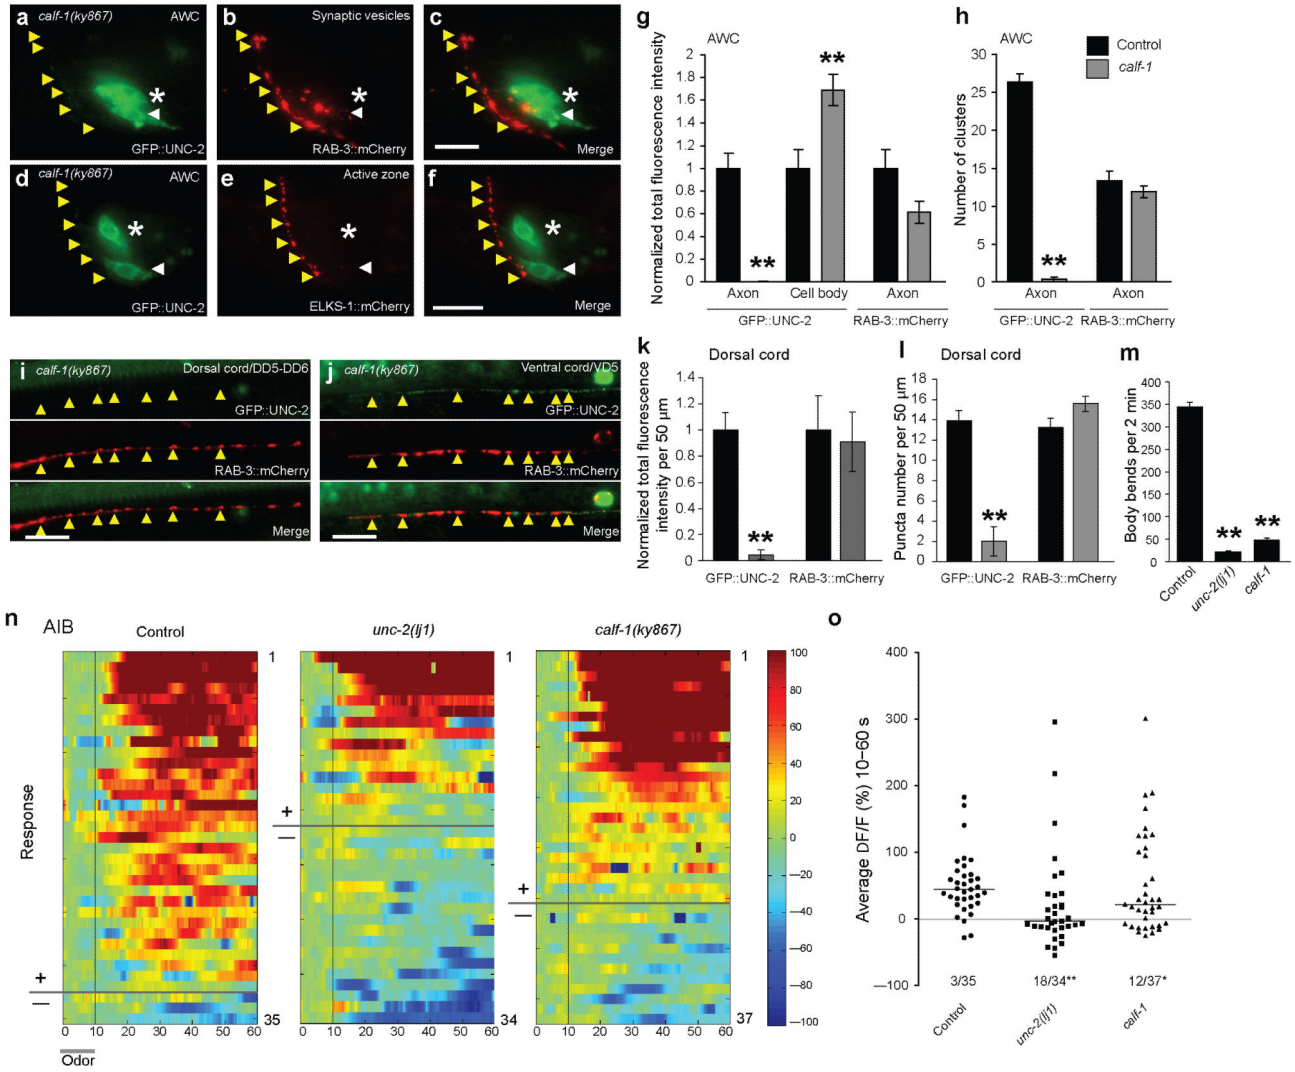 a calf-1(ky867) AWC
GFP::UNC-2
b Synaptic vesicles
RAB-3::mCherry
c
Merge
d calf-1(ky867) AWC
GFP::UNC-2
e Active zone
ELKS-1::mCherry
f
Merge
*
*
*
*
*
*
g
AWC
Normalized total fluorescence intensity
2
1.8
1.6
1.4
1.2
1
0.8
0.6
0.4
0.2
0
**
**
Axon Cell body Axon
GFP::UNC-2 RAB-3::mCherry
h
AWC
Control
calf-1
Number of clusters
30
25
20
15
10
5
0
**
Axon Axon
GFP::UNC-2 RAB-3::mCherry
i calf-1(ky867) Dorsal cord/DD5-DD6
GFP::UNC-2
RAB-3::mCherry
Merge
j calf-1(ky867) Ventral cord/VD5
GFP::UNC-2
RAB-3::mCherry
Merge
k Dorsal cord
Normalized total fluorescence
intensity per 50 µm
1.4
1.2
1
0.8
0.6
0.4
0.2
0
**
GFP::UNC-2 RAB-3::mCherry
l Dorsal cord
Puncta number per 50 µm
18
16
14
12
10
8
6
4
2
0
**
GFP::UNC-2 RAB-3::mCherry
m
Body bends per 2 min
400
350
300
250
200
150
100
50
0
**
**
Control
unc-2(lj1)
calf-1
n
AIB
Control unc-2(lj1) calf-1(ky867)
Response
1
+
—
35
0 10 20 30 40 50 60
Odor
1
+
—
34
0 10 20 30 40 50 60
1
+
—
37
0 10 20 30 40 50 60
100
80
60
40
20
0
—20
—40
—60
—80
—100
o
Average DF/F (%) 10–60 s
400
300
200
100
0
—100
3/35 18/34** 12/37*
Control
unc-2(lj1)
calf-1